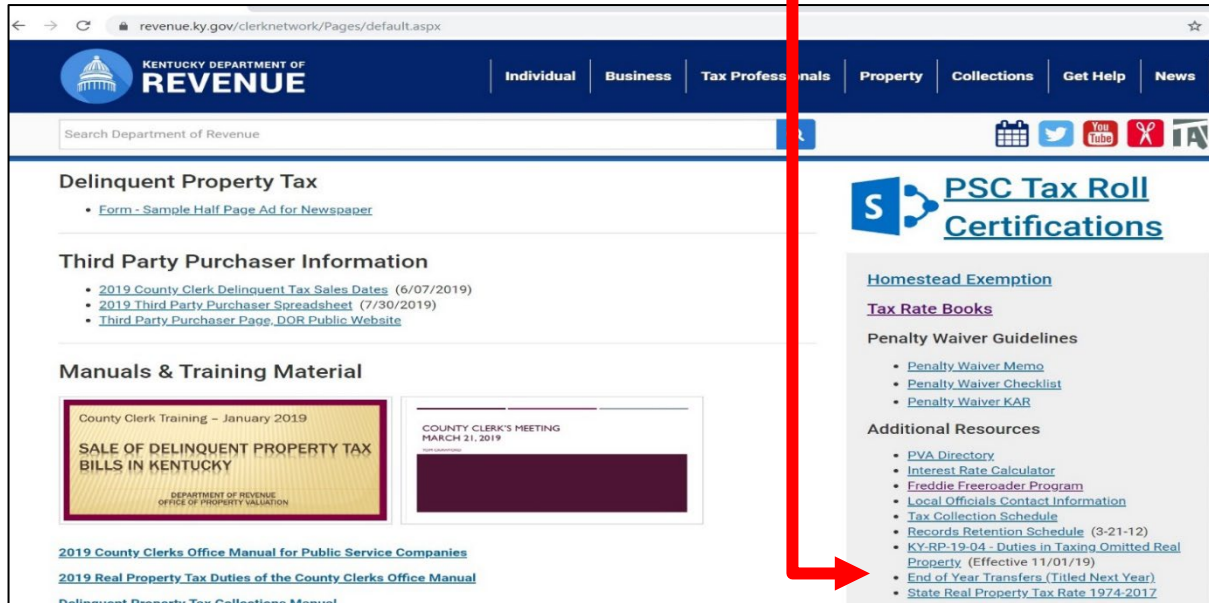 revenue.ky.gov/clerknetwork/Pages/default.aspx
KENTUCKY DEPARTMENT OF
REVENUE
Individual
Business
Tax Professionals
Property
Collections
Get Help
News
Search Department of Revenue
You
Tube
Delinquent Property Tax
• Form - Sample Half Page Ad for Newspaper
Third Party Purchaser Information
• 2019 County Clerk Delinquent Tax Sales Dates (6/07/2019)
• 2019 Third Party Purchaser Spreadsheet (7/30/2019)
• Third Party Purchaser Page, DOR Public Website
Manuals & Training Material
County Clerk Training – January 2019
SALE OF DELINQUENT PROPERTY TAX
BILLS IN KENTUCKY
DEPARTMENT OF REVENUE
OFFICE OF PROPERTY VALUATION
COUNTY CLERK'S MEETING
MARCH 21, 2019
TOM CRAWFORD
2019 County Clerks Office Manual for Public Service Companies
2019 Real Property Tax Duties of the County Clerks Office Manual
Delinquent Property Tax Collections Manual
S
PSC Tax Roll
Certifications
Homestead Exemption
Tax Rate Books
Penalty Waiver Guidelines
• Penalty Waiver Memo
• Penalty Waiver Checklist
• Penalty Waiver KAR
Additional Resources
• PVA Directory
• Interest Rate Calculator
• Freddie Freeroader Program
• Local Officials Contact Information
• Tax Collection Schedule
• Records Retention Schedule (3-21-12)
• KY-RP-19-04 - Duties in Taxing Omitted Real
Property (Effective 11/01/19)
• End of Year Transfers (Titled Next Year)
• State Real Property Tax Rate 1974-2017